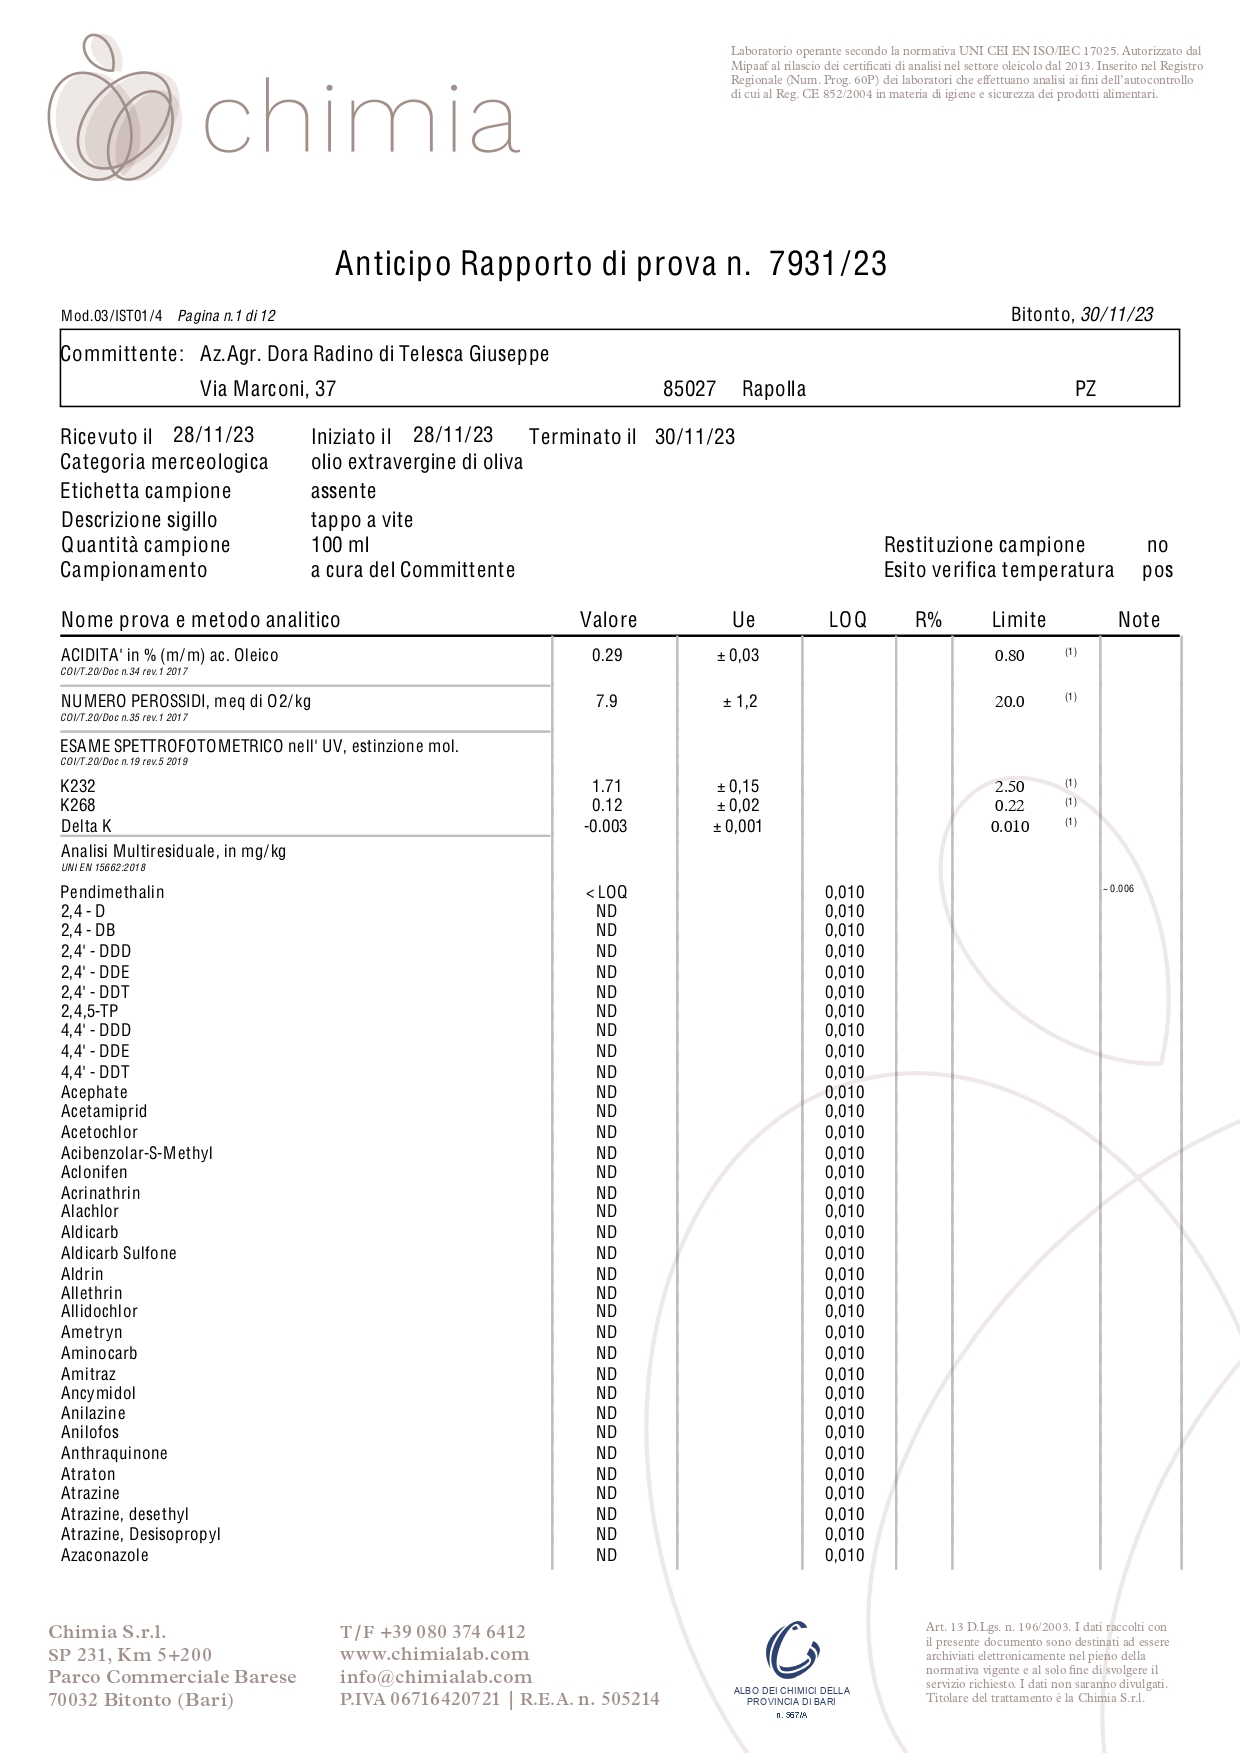 chimia
Laboratorio operante secondo la normativa UNI CEI EN ISO/IEC 17025. Autorizzato dal
Mipaaf al rilascio dei certificati di analisi nel settore oleicolo dal 2013. Inserito nel Registro
Regionale (Num. Prog. 60P) dei laboratori che effettuano analisi ai fini dell'autocontrollo
di cui al Reg. CE 852/2004 in materia di igiene e sicurezza dei prodotti alimentari.
Anticipo Rapporto di prova n. 7931/23
Mod.03/IST01/4 Pagina n.1 di 12 Bitonto, 30/11/23
Committente: Az.Agr. Dora Radino di Telesca Giuseppe
Via Marconi, 37 85027 Rapolla PZ
Ricevuto il 28/11/23 Iniziato il 28/11/23 Terminato il 30/11/23
Categoria merceologica olio extravergine di oliva
Etichetta campione assente
Descrizione sigillo tappo a vite
Quantità campione 100 ml Restituzione campione no
Campionamento a cura del Committente Esito verifica temperatura pos
Nome prova e metodo analitico Valore Ue LOQ R% Limite Note
ACIDITA' in % (m/m) ac. Oleico 0.29 ± 0,03 0.80 (1)
COI/T.20/Doc n.34 rev.1 2017
NUMERO PEROSSIDI, meq di O2/kg 7.9 ± 1,2 20.0 (1)
COI/T.20/Doc n.35 rev.1 2017
ESAME SPETTROFOTOMETRICO nell' UV, estinzione mol.
COI/T.20/Doc n.19 rev.5 2019
K232 1.71 ± 0,15 2.50 (1)
K268 0.12 ± 0,02 0.22 (1)
Delta K -0.003 ± 0,001 0.010 (1)
Analisi Multiresiduale, in mg/kg
UNI EN 15662:2018
Pendimethalin < LOQ 0,010 ~ 0.006
2,4 - D ND 0,010
2,4 - DB ND 0,010
2,4' - DDD ND 0,010
2,4' - DDE ND 0,010
2,4' - DDT ND 0,010
2,4,5-TP ND 0,010
4,4' - DDD ND 0,010
4,4' - DDE ND 0,010
4,4' - DDT ND 0,010
Acephate ND 0,010
Acetamiprid ND 0,010
Acetochlor ND 0,010
Acibenzolar-S-Methyl ND 0,010
Aclonifen ND 0,010
Acrinathrin ND 0,010
Alachlor ND 0,010
Aldicarb ND 0,010
Aldicarb Sulfone ND 0,010
Aldrin ND 0,010
Allethrin ND 0,010
Allidochlor ND 0,010
Ametryn ND 0,010
Aminocarb ND 0,010
Amitraz ND 0,010
Ancymidol ND 0,010
Anilazine ND 0,010
Anilofos ND 0,010
Anthraquinone ND 0,010
Atraton ND 0,010
Atrazine ND 0,010
Atrazine, desethyl ND 0,010
Atrazine, Desisopropyl ND 0,010
Azaconazole ND 0,010
Chimia S.r.l.
SP 231, Km 5+200
Parco Commerciale Barese
70032 Bitonto (Bari)
T/F +39 080 374 6412
www.chimialab.com
info@chimialab.com
P.IVA 06716420721 | R.E.A. n. 505214
ALBO DEI CHIMICI DELLA
PROVINCIA DI BARI
n. 967/A
Art. 13 D.Lgs. n. 196/2003. I dati raccolti con
il presente documento sono destinati ad essere
archiviati elettronicamente nel pieno della
normativa vigente e al solo fine di svolgere il
servizio richiesto. I dati non saranno divulgati.
Titolare del trattamento è la Chimia S.r.l.